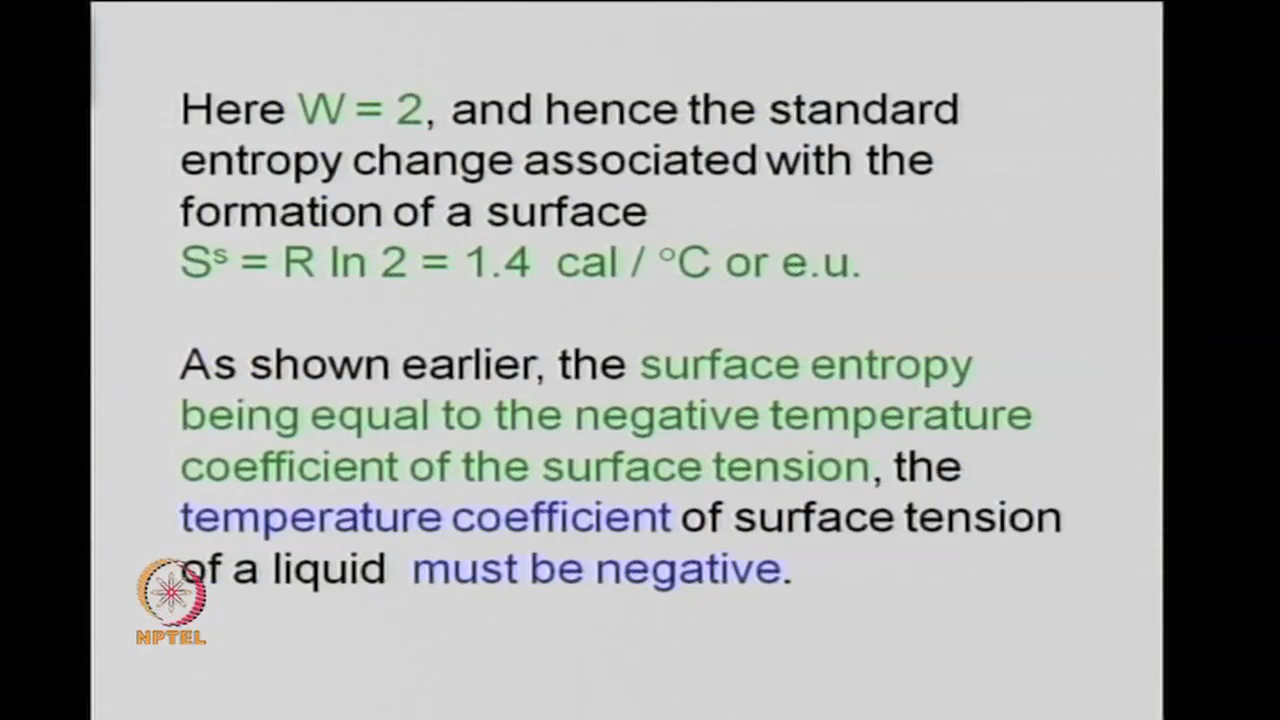 Here W = 2, and hence the standard
entropy change associated with the
formation of a surface
Sˢ = R ln 2 = 1.4 cal / °C or e.u.
As shown earlier, the surface entropy
being equal to the negative temperature
coefficient of the surface tension, the
temperature coefficient of surface tension
of a liquid must be negative.
NPTEL